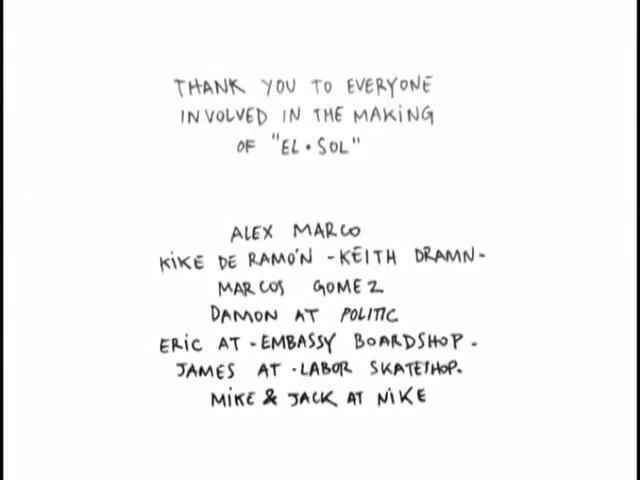 THANK YOU TO EVERYONE
INVOLVED IN THE MAKING
OF "EL • SOL"
ALEX MARCO
KIKE DE RAMÓN - KEITH DRAMN -
MARCOS GOMEZ
DAMON AT POLITIC
ERIC AT - EMBASSY BOARDSHOP -
JAMES AT - LABOR SKATESHOP.
MIKE & JACK AT NIKE